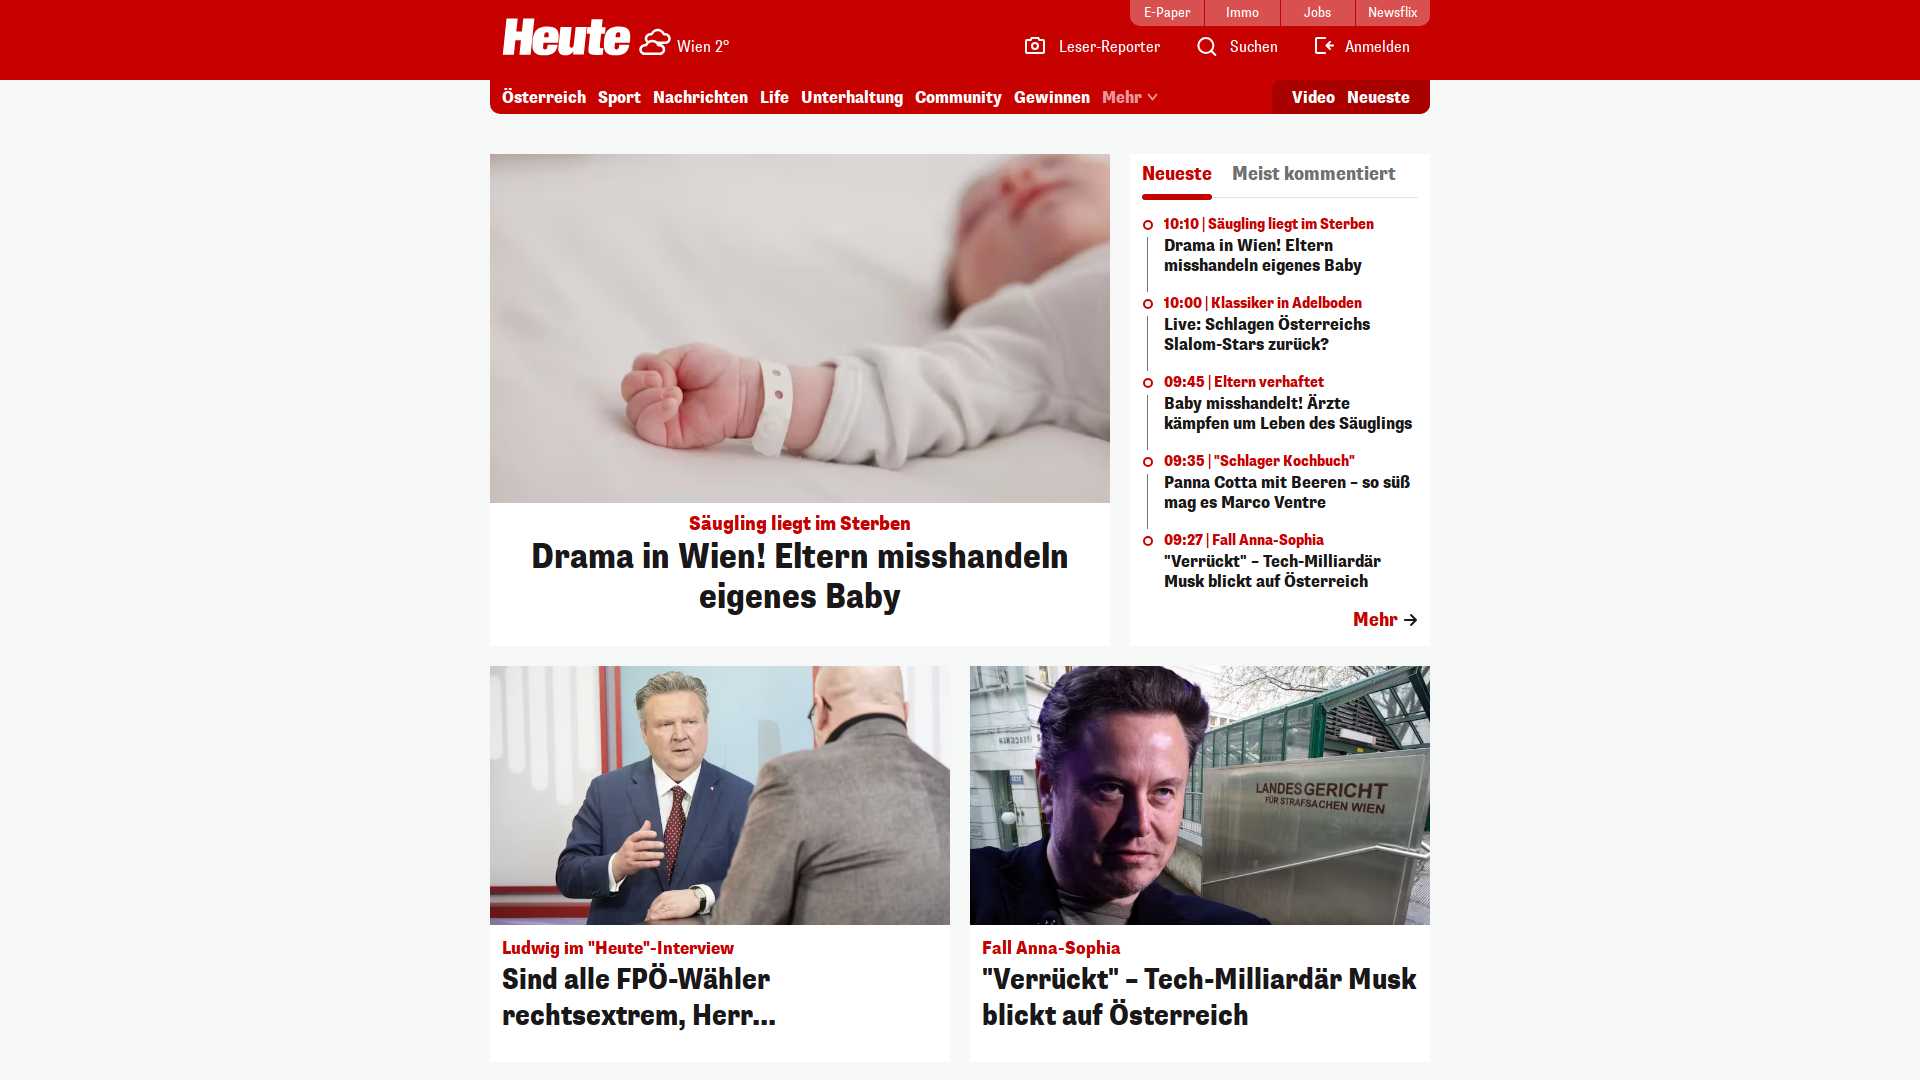 E-Paper
Immo
Jobs
Newsflix
Heute
Wien 2°
Leser-Reporter
Suchen
Anmelden
Österreich
Sport
Nachrichten
Life
Unterhaltung
Community
Gewinnen
Mehr
Video
Neueste
Säugling liegt im Sterben
Drama in Wien! Eltern misshandeln
eigenes Baby
Neueste
Meist kommentiert
10:10 | Säugling liegt im Sterben
Drama in Wien! Eltern
misshandeln eigenes Baby
10:00 | Klassiker in Adelboden
Live: Schlagen Österreichs
Slalom-Stars zurück?
09:45 | Eltern verhaftet
Baby misshandelt! Ärzte
kämpfen um Leben des Säuglings
09:35 | "Schlager Kochbuch"
Panna Cotta mit Beeren – so süß
mag es Marco Ventre
09:27 | Fall Anna-Sophia
"Verrückt" – Tech-Milliardär
Musk blickt auf Österreich
Mehr
Ludwig im "Heute"-Interview
Sind alle FPÖ-Wähler
rechtsextrem, Herr...
LANDESGERICHT
FÜR STRAFSACHEN WIEN
Fall Anna-Sophia
"Verrückt" – Tech-Milliardär Musk
blickt auf Österreich